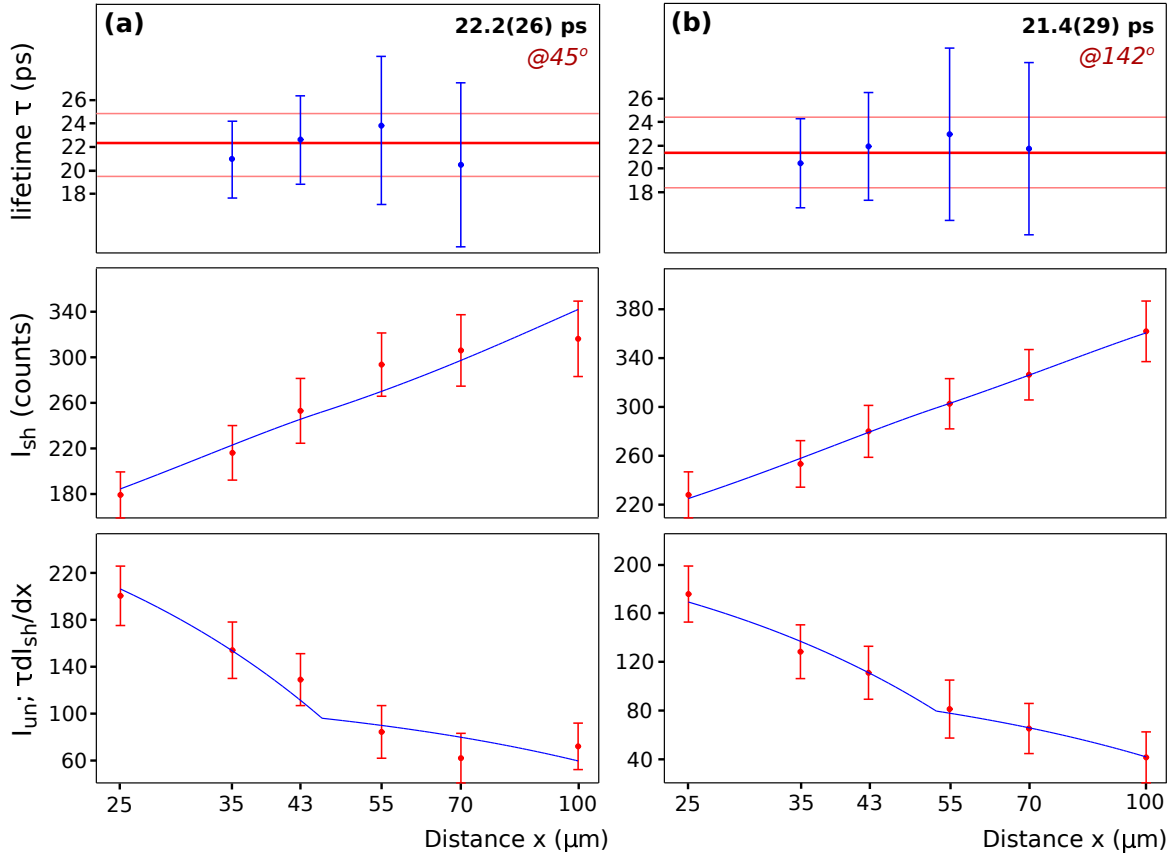 (a)
22.2(26) ps
@45°
lifetime τ (ps)
26
24
22
20
18
(b)
21.4(29) ps
@142°
26
24
22
20
18
I_sh (counts)
340
300
260
220
180
380
340
300
260
220
I_un; τdI_sh/dx
220
180
140
100
60
200
160
120
80
40
25 35 43 55 70 100
Distance x (μm)
25 35 43 55 70 100
Distance x (μm)